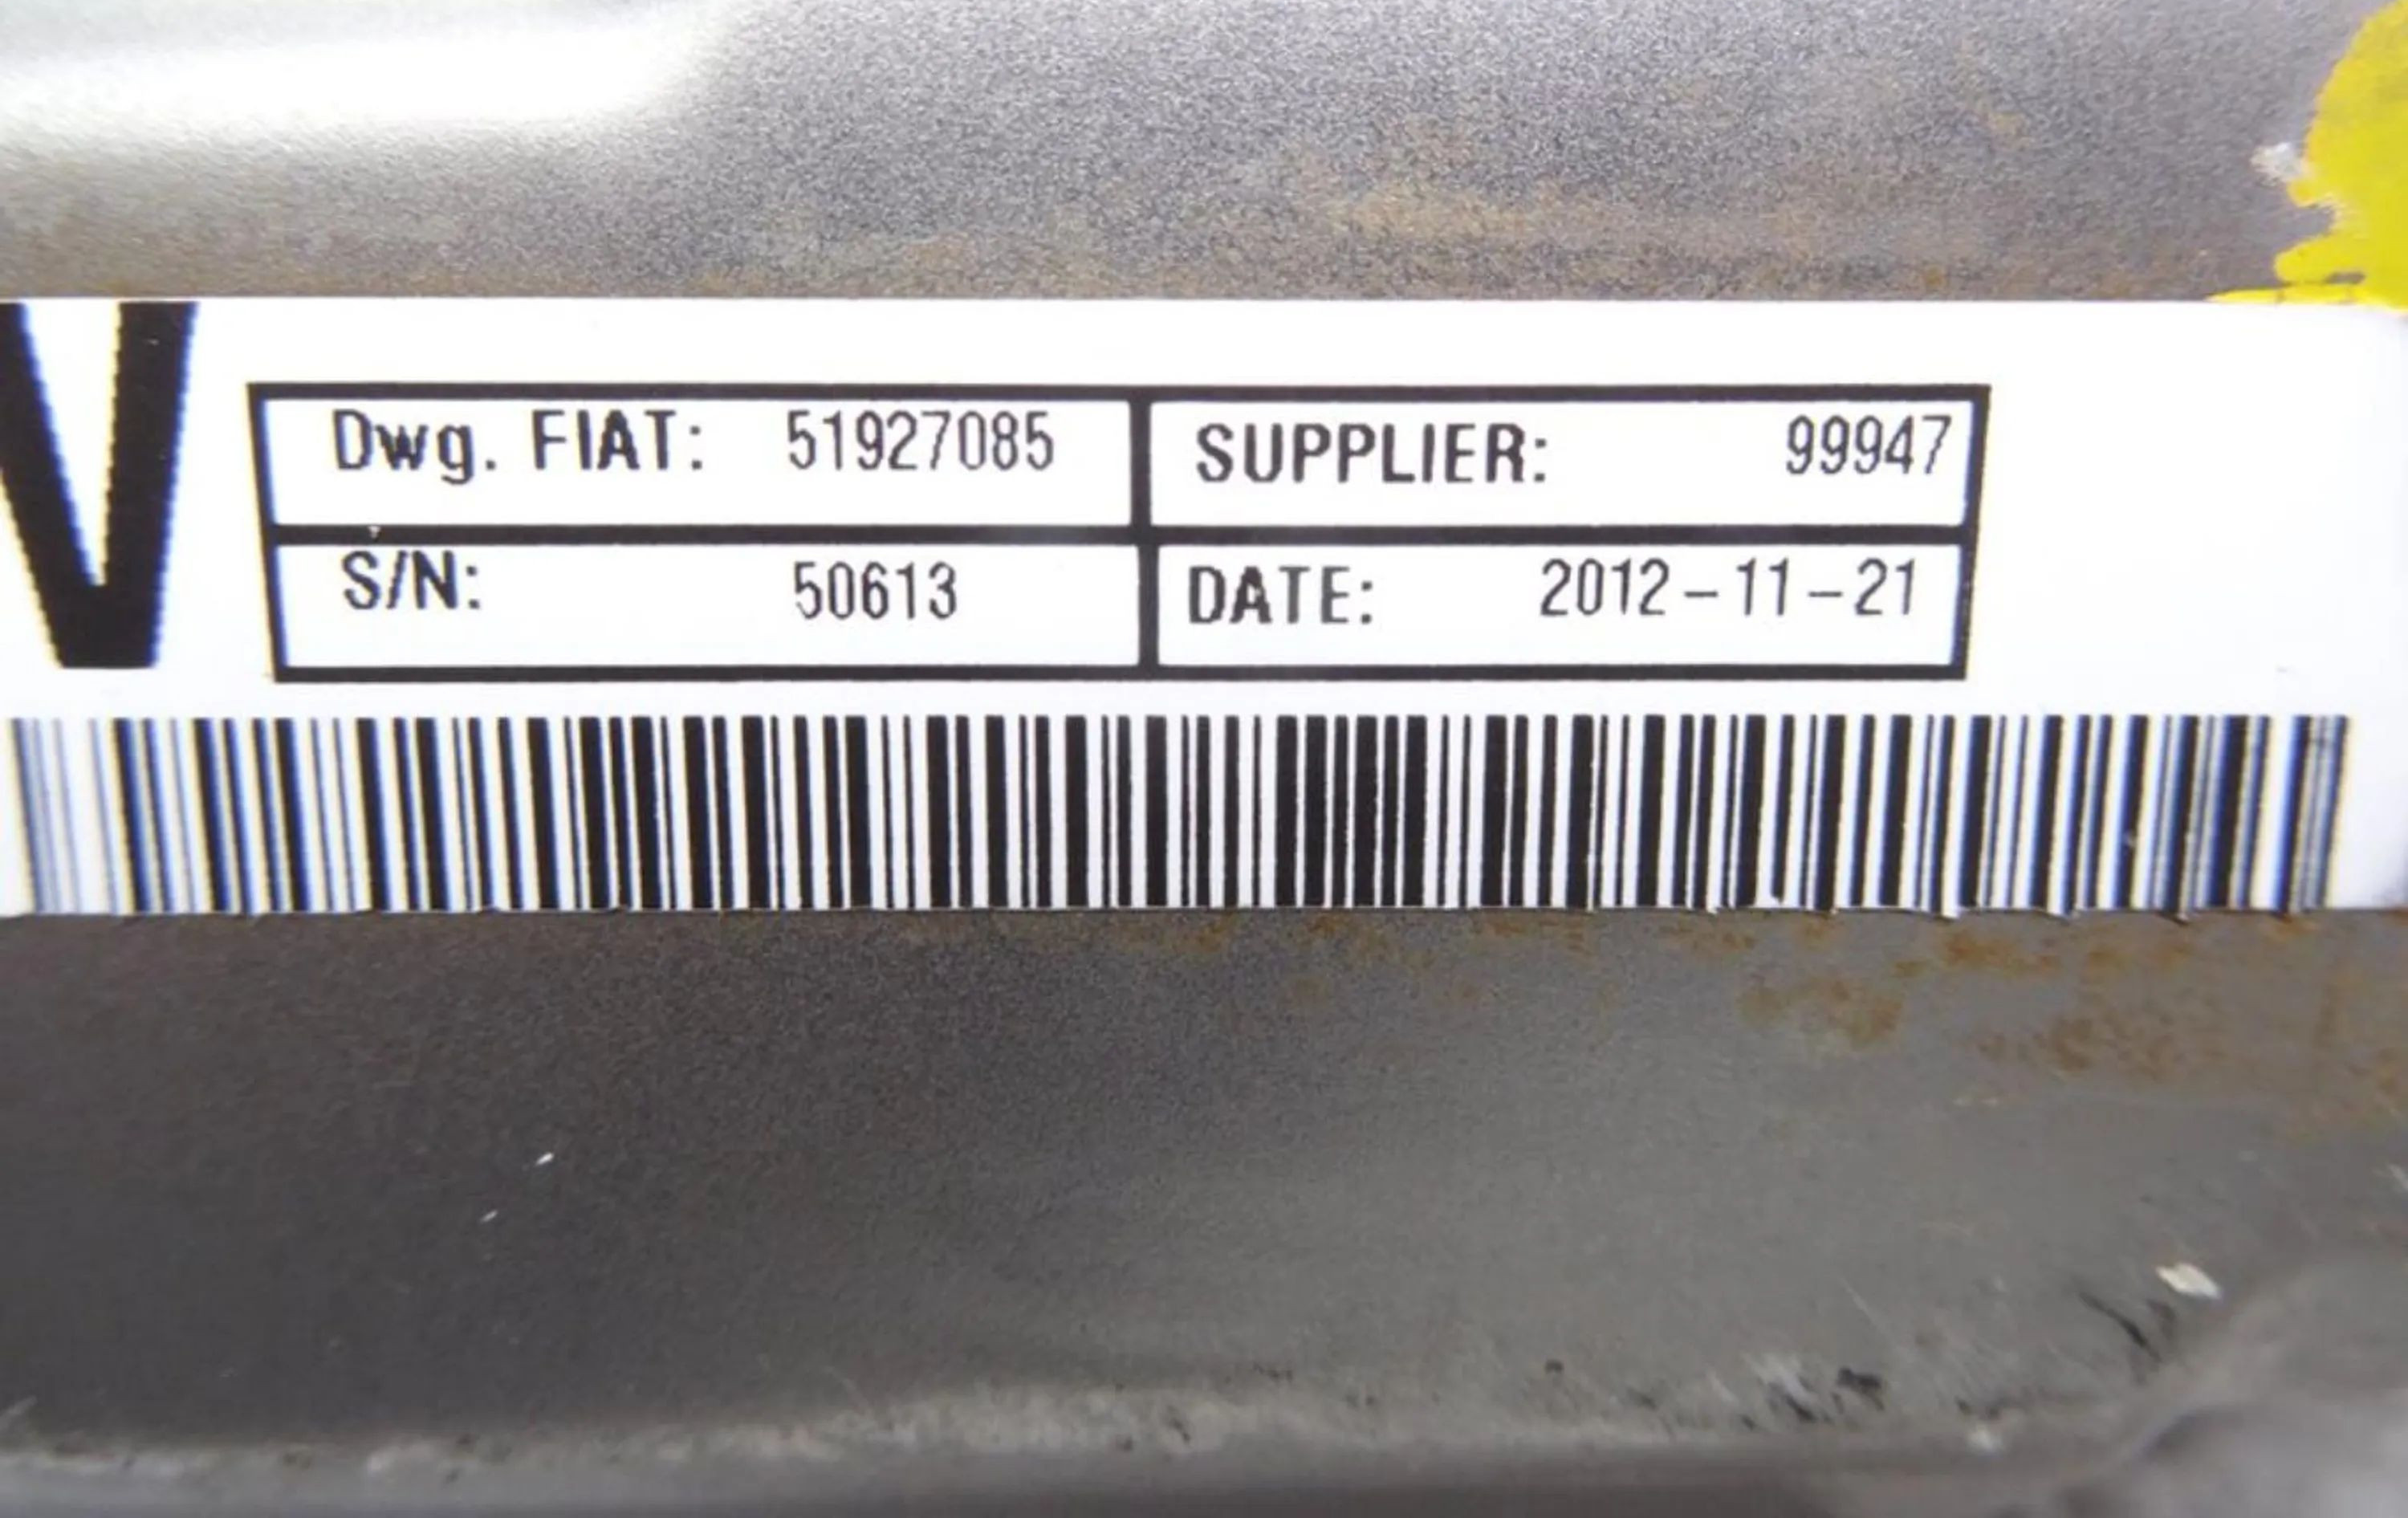 V
Dwg. FIAT: 51927085
SUPPLIER: 99947
S/N: 50613
DATE: 2012-11-21